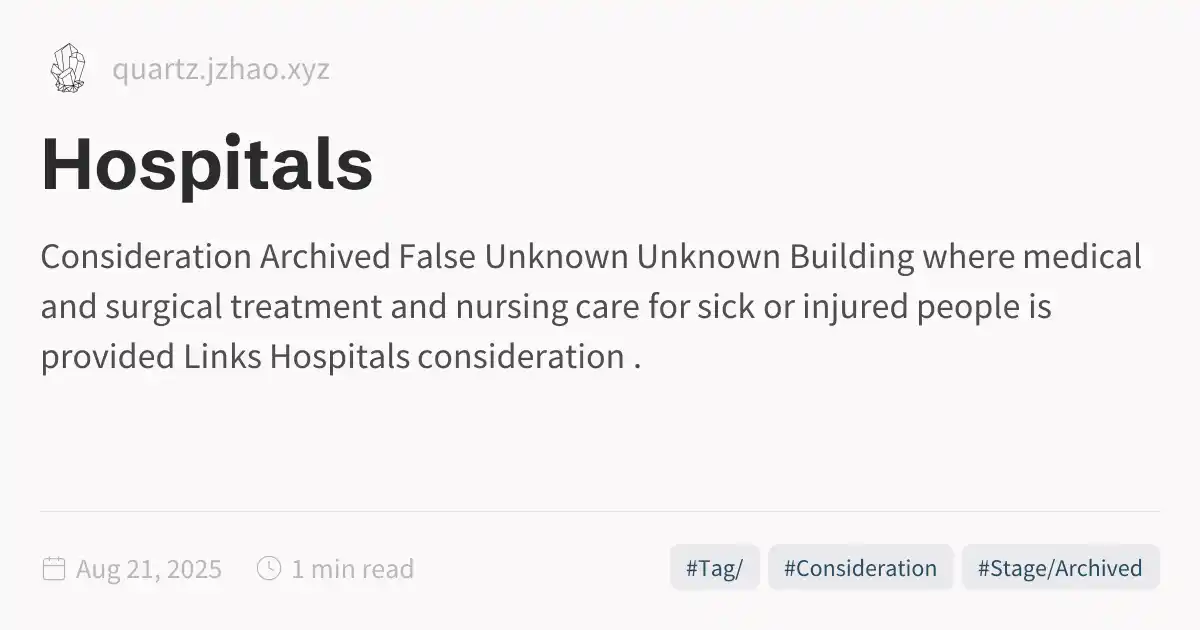 quartz.jzhao.xyz
Hospitals
Consideration Archived False Unknown Unknown Building where medical
and surgical treatment and nursing care for sick or injured people is
provided Links Hospitals consideration .
Aug 21, 2025 1 min read #Tag/ #Consideration #Stage/Archived